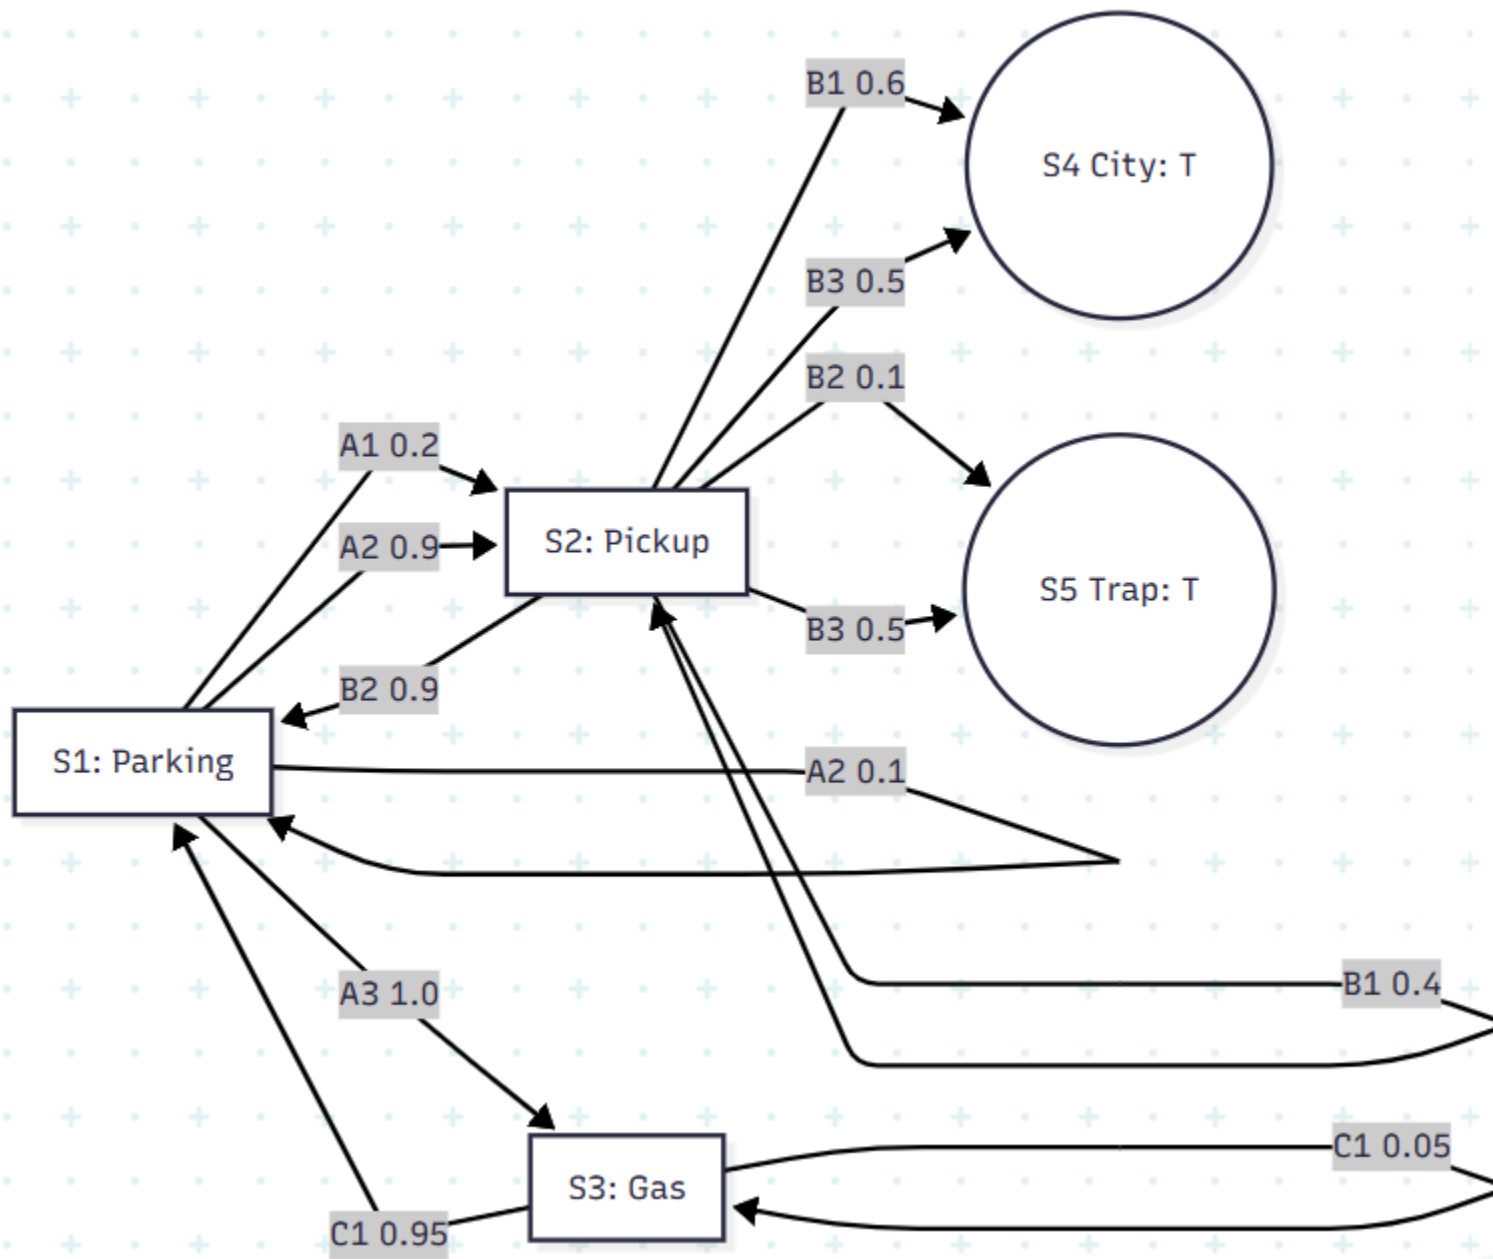 B1 0.6
S4 City: T
B3 0.5
B2 0.1
A1 0.2
S2: Pickup
A2 0.9
S5 Trap: T
B3 0.5
B2 0.9
S1: Parking
A2 0.1
A3 1.0
B1 0.4
C1 0.05
S3: Gas
C1 0.95